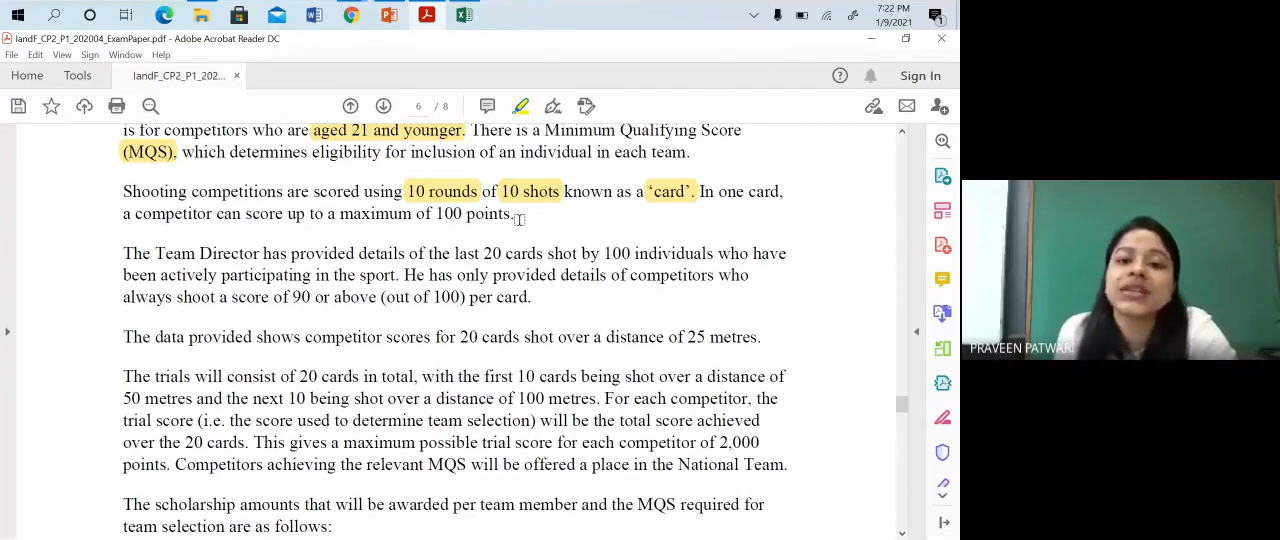 7:22 PM
1/9/2021
IandF_CP2_P1_202004_ExamPaper.pdf - Adobe Acrobat Reader DC
File Edit View Sign Window Help
Home Tools IandF_CP2_P1_202... × Sign In
6 / 8
is for competitors who are aged 21 and younger. There is a Minimum Qualifying Score
(MQS), which determines eligibility for inclusion of an individual in each team.
Shooting competitions are scored using 10 rounds of 10 shots known as a ‘card’. In one card,
a competitor can score up to a maximum of 100 points.
The Team Director has provided details of the last 20 cards shot by 100 individuals who have
been actively participating in the sport. He has only provided details of competitors who
always shoot a score of 90 or above (out of 100) per card.
The data provided shows competitor scores for 20 cards shot over a distance of 25 metres.
The trials will consist of 20 cards in total, with the first 10 cards being shot over a distance of
50 metres and the next 10 being shot over a distance of 100 metres. For each competitor, the
trial score (i.e. the score used to determine team selection) will be the total score achieved
over the 20 cards. This gives a maximum possible trial score for each competitor of 2,000
points. Competitors achieving the relevant MQS will be offered a place in the National Team.
The scholarship amounts that will be awarded per team member and the MQS required for
team selection are as follows:
PRAVEEN PATWARI